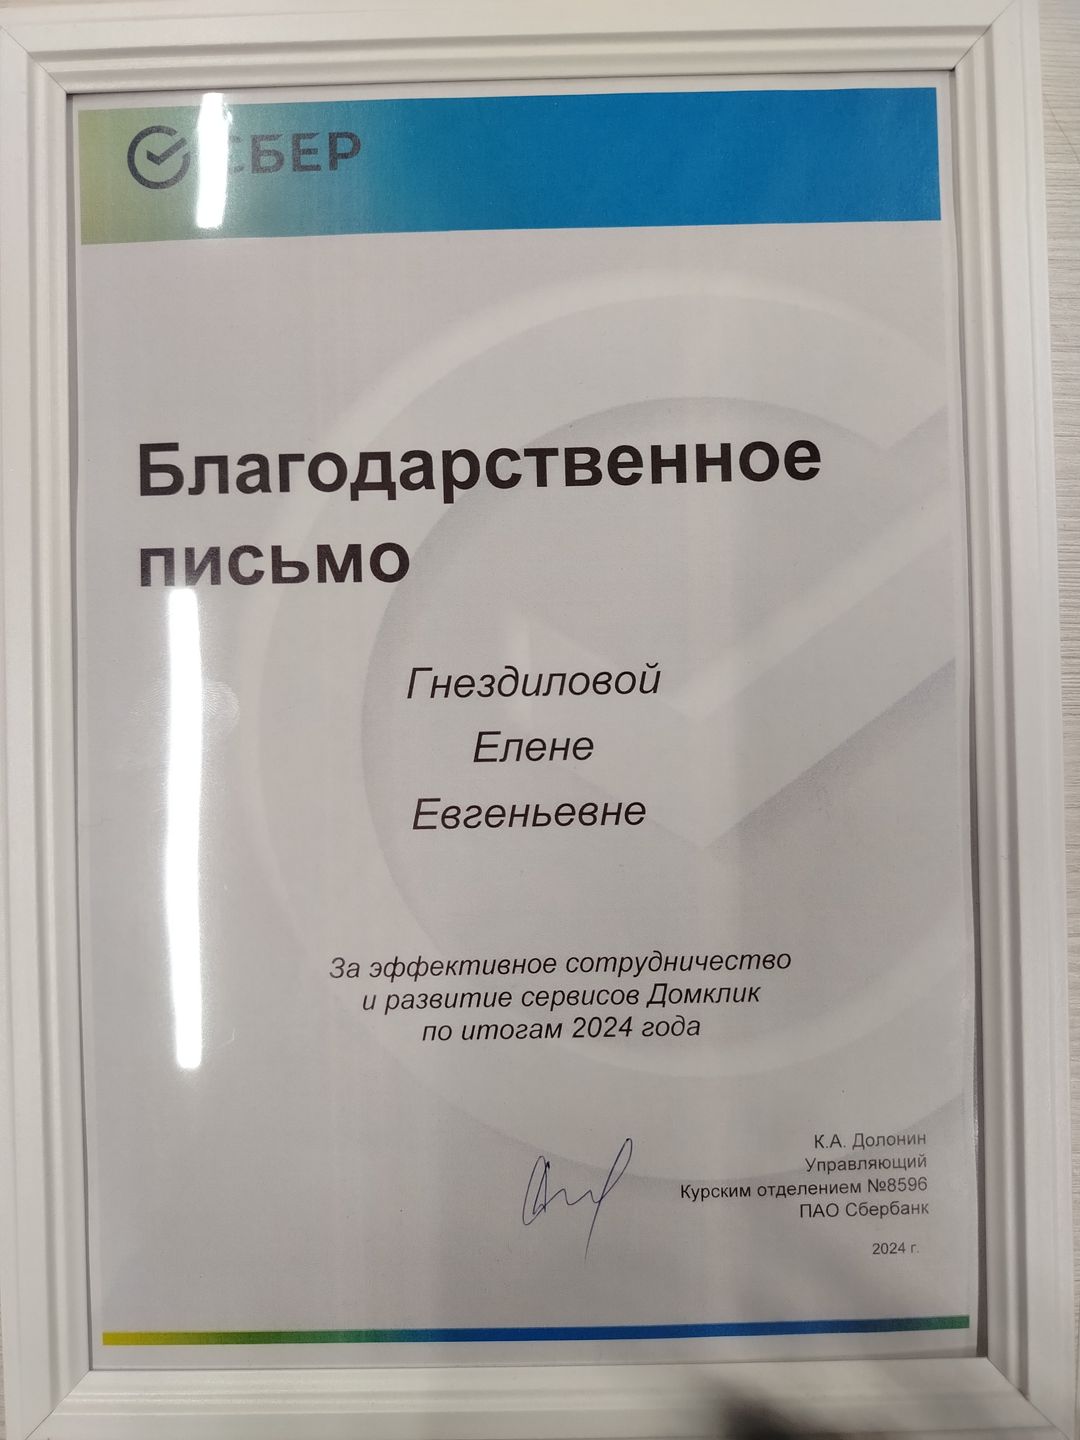 СБЕР
Благодарственное
письмо
Гнездиловой
Елене
Евгеньевне
За эффективное сотрудничество
и развитие сервисов Домклик
по итогам 2024 года
К.А. Долонин
Управляющий
Курским отделением №8596
ПАО Сбербанк
2024 г.